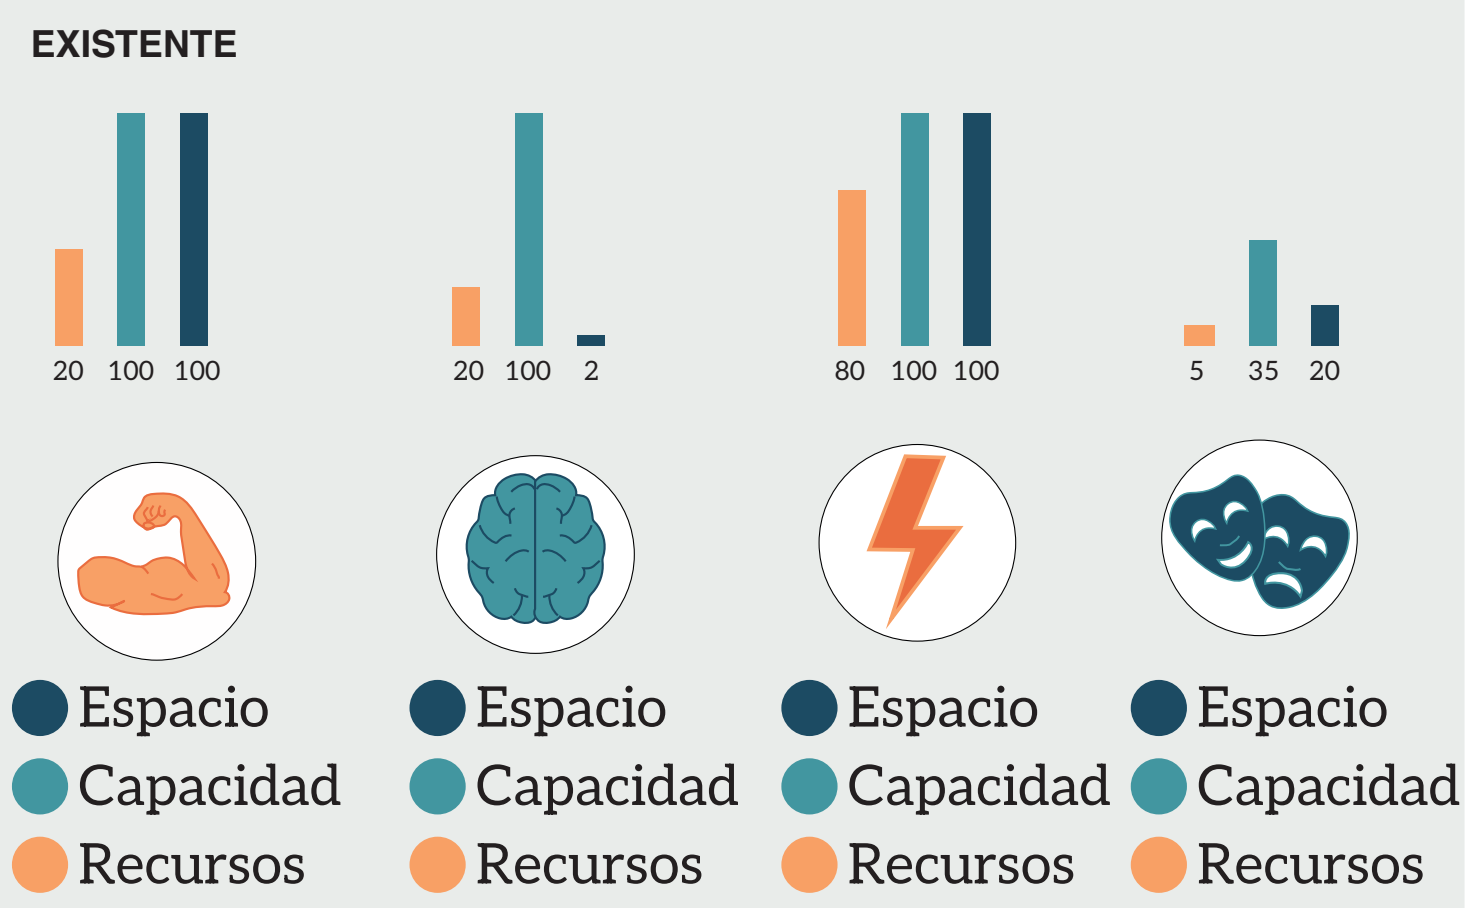 EXISTENTE
20 100 100
20 100 2
80 100 100
5 35 20
Espacio
Capacidad
Recursos
Espacio
Capacidad
Recursos
Espacio
Capacidad
Recursos
Espacio
Capacidad
Recursos